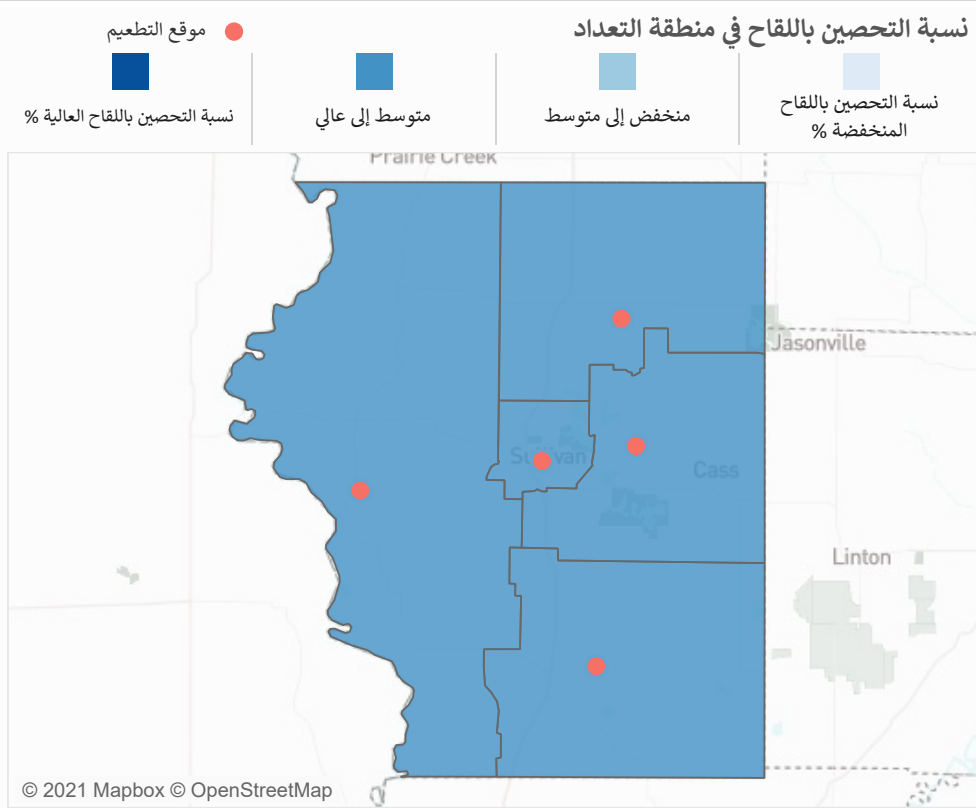 نسبة التحصين باللقاح في منطقة التعداد
موقع التطعيم
نسبة التحصين باللقاح
المنخفضة %
منخفض إلى متوسط
متوسط إلى عالي
نسبة التحصين باللقاح العالية %
Prairie Creek
Jasonville
Sullivan
Cass
Linton
© 2021 Mapbox © OpenStreetMap